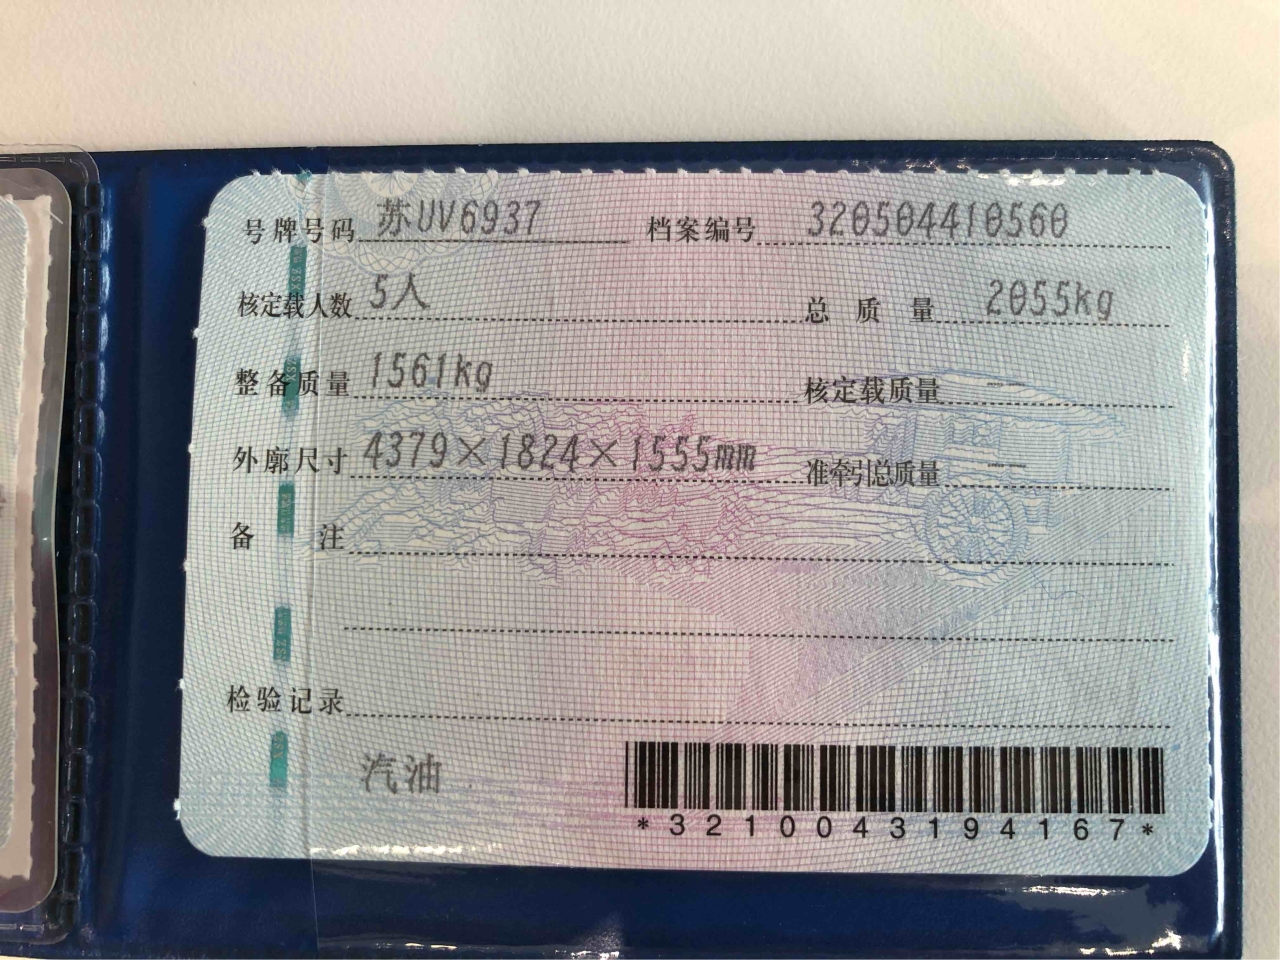 号牌号码 苏UV6937 档案编号 320504410560
核定载人数 5人 总质量 2055kg
整备质量 1561kg 核定载质量 ——
外廓尺寸 4379×1824×1555mm 准牵引总质量 ——
备注
检验记录
汽油
*3210043194167*